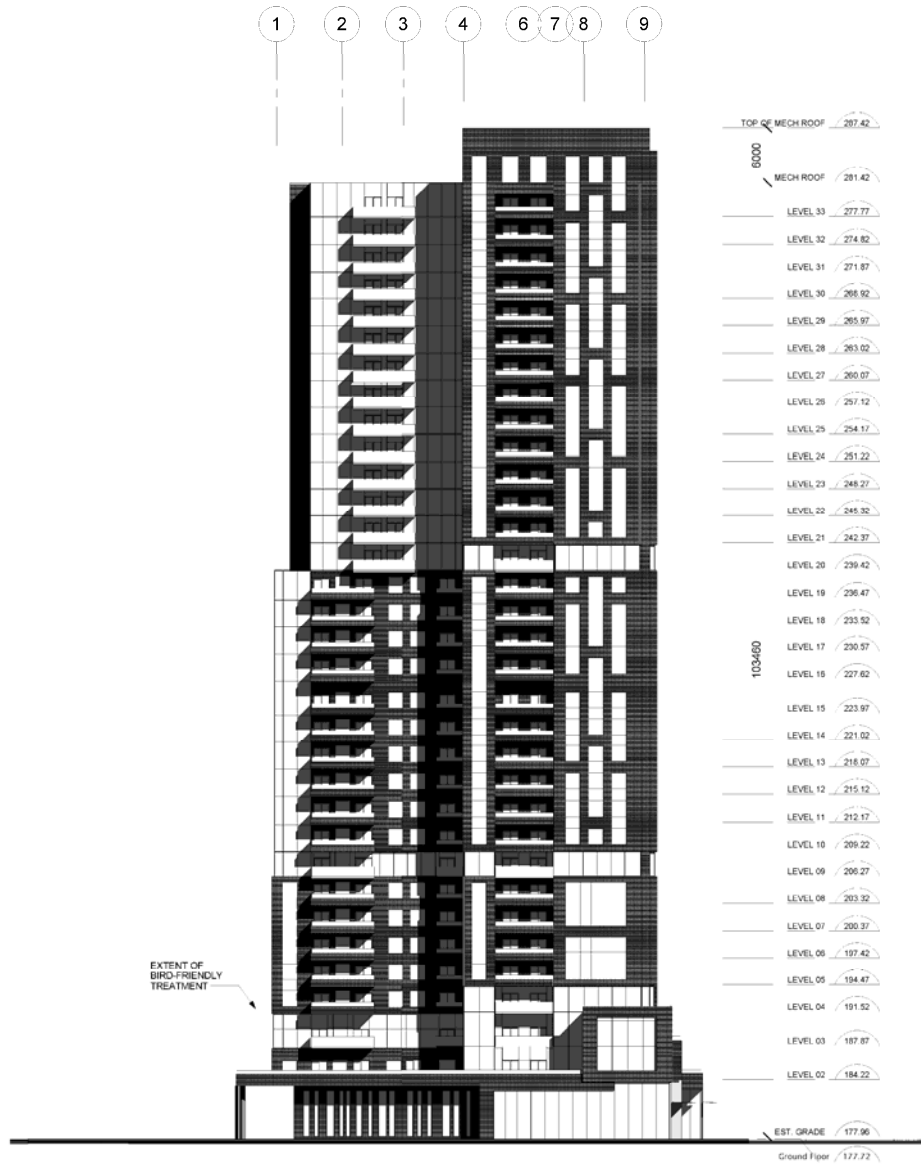 1 2 3 4 6 7 8 9
TOP OF MECH ROOF 287.42
6000
MECH ROOF 281.42
LEVEL 33 277.77
LEVEL 32 274.82
LEVEL 31 271.87
LEVEL 30 268.92
LEVEL 29 265.97
LEVEL 28 263.02
LEVEL 27 260.07
LEVEL 26 257.12
LEVEL 25 254.17
LEVEL 24 251.22
LEVEL 23 248.27
LEVEL 22 245.32
LEVEL 21 242.37
LEVEL 20 239.42
LEVEL 19 236.47
LEVEL 18 233.52
LEVEL 17 230.57
103460
LEVEL 16 227.62
LEVEL 15 223.97
LEVEL 14 221.02
LEVEL 13 218.07
LEVEL 12 215.12
LEVEL 11 212.17
LEVEL 10 209.22
LEVEL 09 206.27
LEVEL 08 203.32
LEVEL 07 200.37
LEVEL 06 197.42
EXTENT OF
BIRD-FRIENDLY
TREATMENT
LEVEL 05 194.47
LEVEL 04 191.52
LEVEL 03 187.87
LEVEL 02 184.22
EST. GRADE 177.96
Ground Floor 177.72